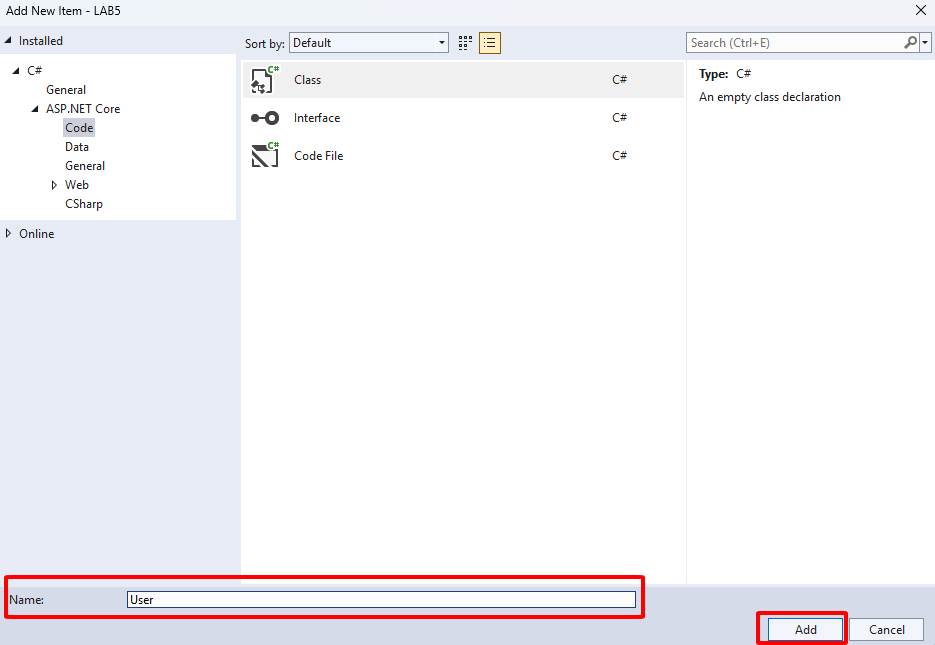 Add New Item - LAB5
Installed
C#
General
ASP.NET Core
Code
Data
General
Web
CSharp
Online
Sort by: Default
Class C#
Interface C#
Code File C#
Search (Ctrl+E)
Type: C#
An empty class declaration
Name: User
Add Cancel